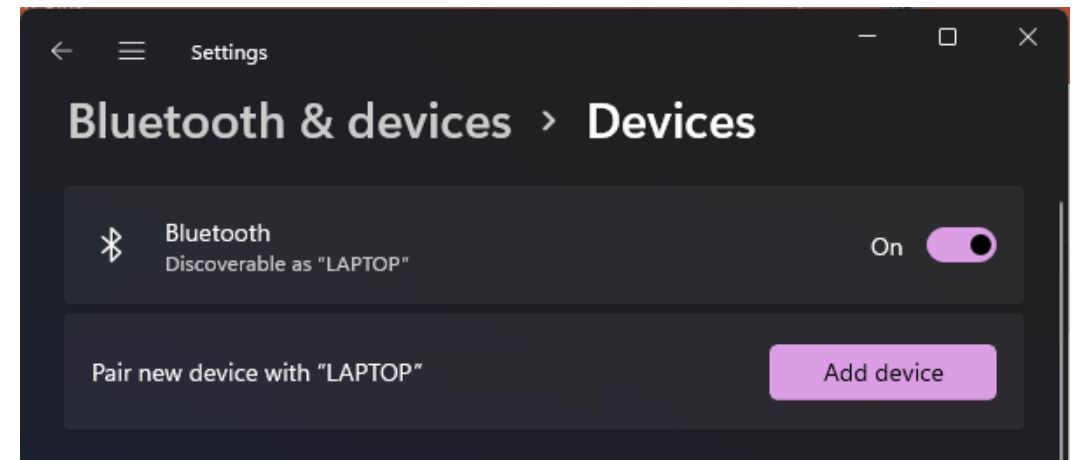 Settings
Bluetooth & devices > Devices
Bluetooth
Discoverable as "LAPTOP"
On
Pair new device with "LAPTOP"
Add device